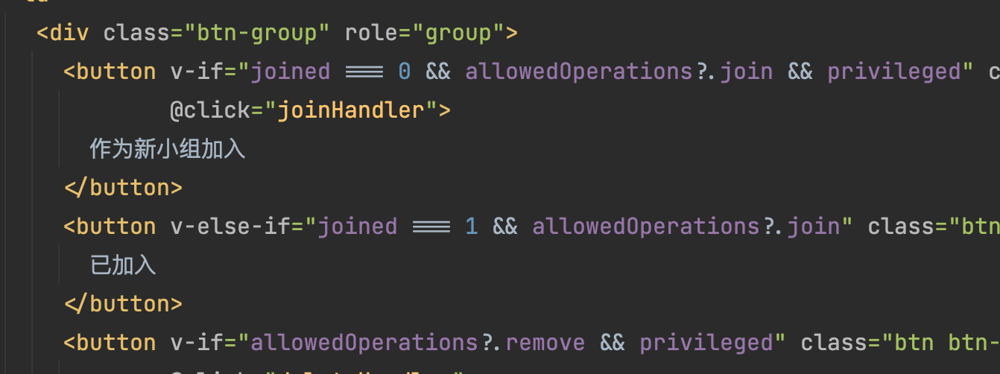 <div class="btn-group" role="group">
<button v-if="joined === 0 && allowedOperations?.join && privileged" c
@click="joinHandler">
作为新小组加入
</button>
<button v-else-if="joined === 1 && allowedOperations?.join" class="btn
已加入
</button>
<button v-if="allowedOperations?.remove && privileged" class="btn btn-